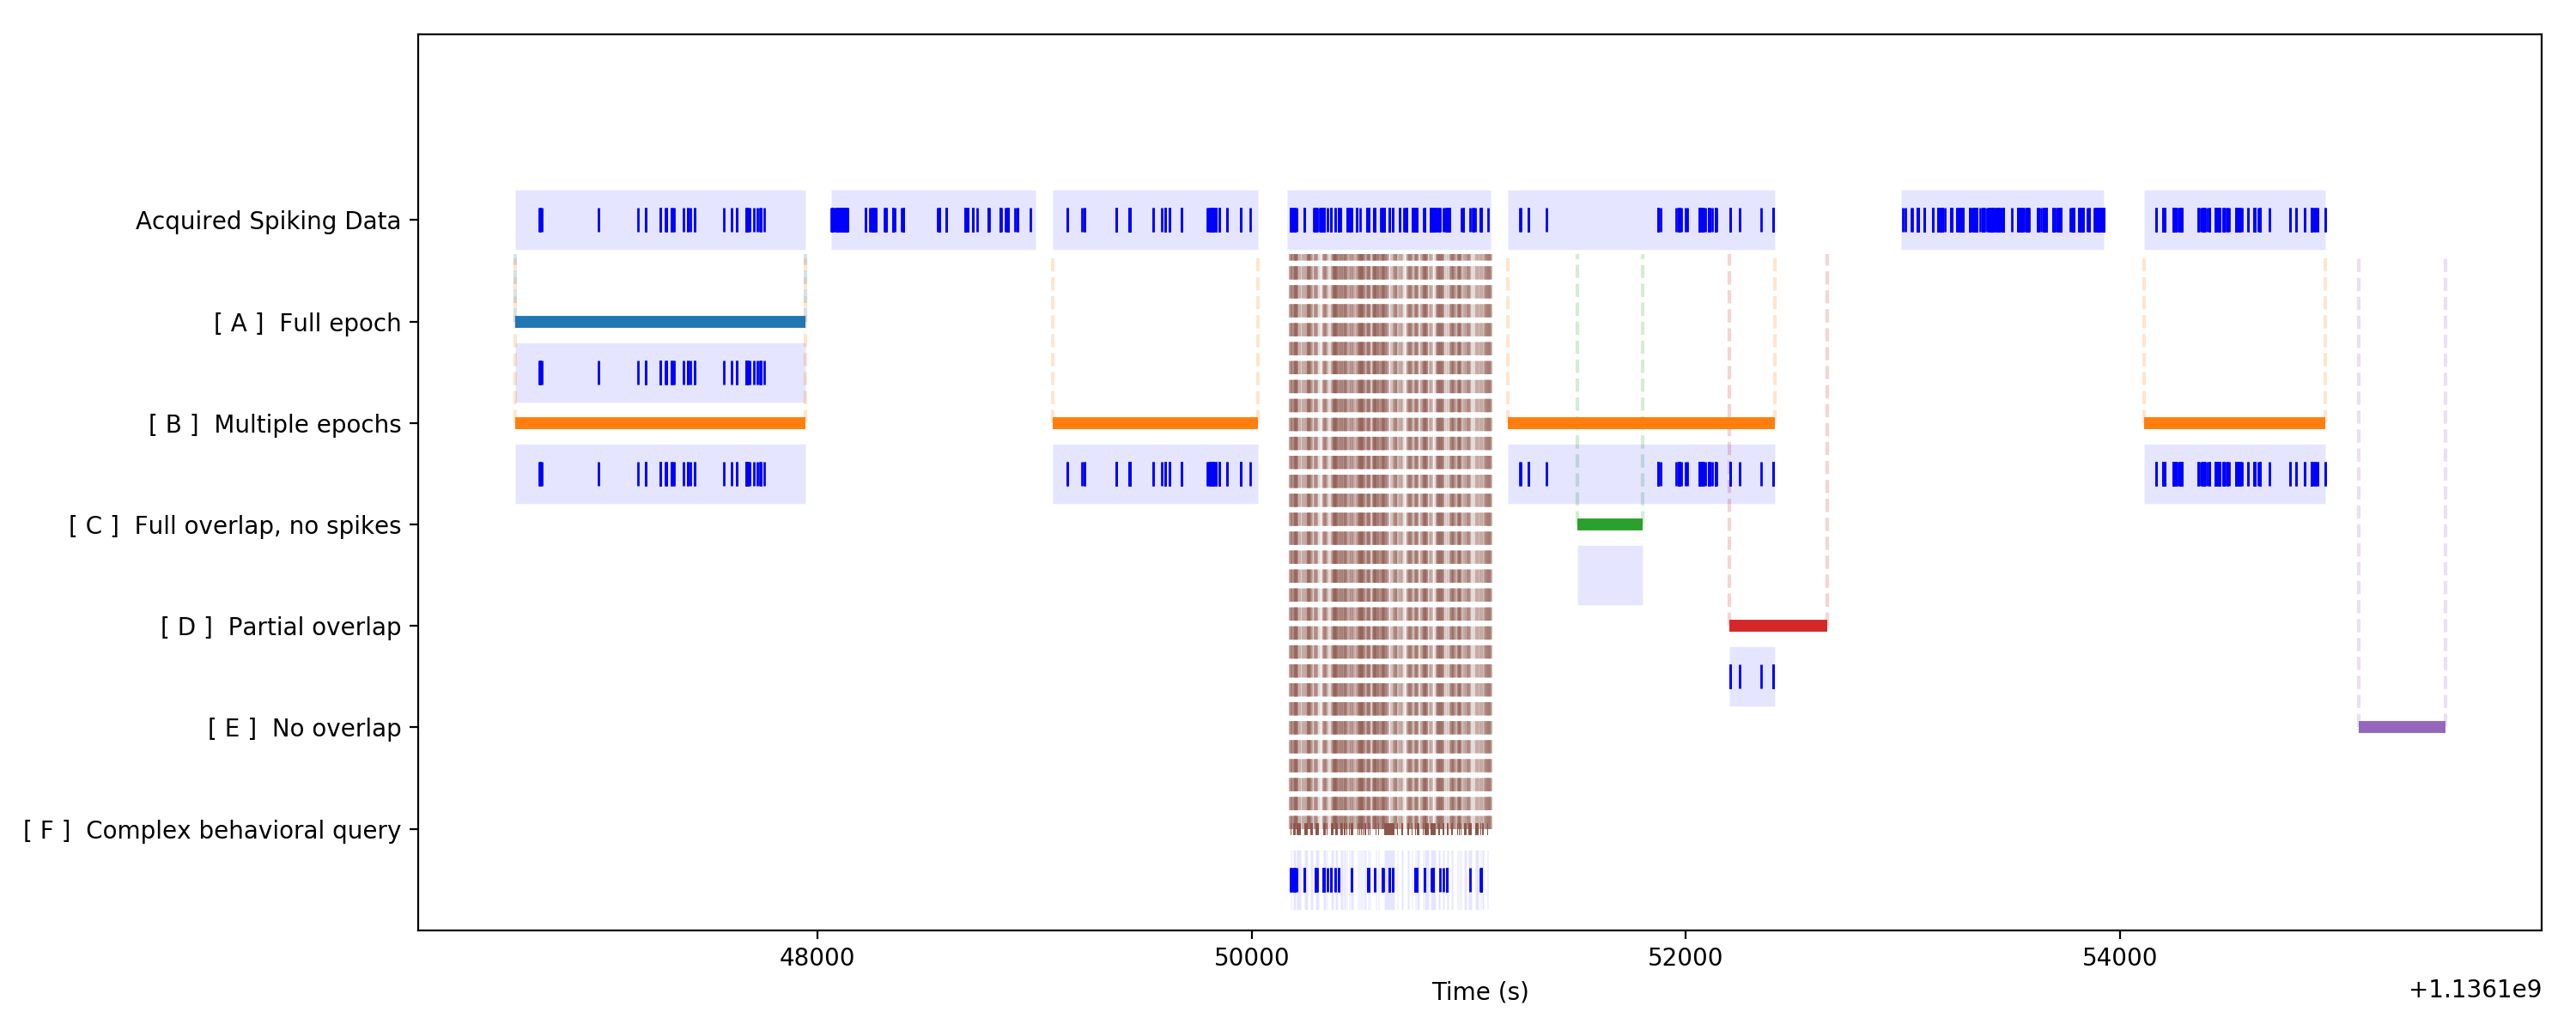 Acquired Spiking Data
[ A ]  Full epoch
[ B ]  Multiple epochs
[ C ]  Full overlap, no spikes
[ D ]  Partial overlap
[ E ]  No overlap
[ F ]  Complex behavioral query
48000 50000 52000 54000
Time (s)
+1.1361e9